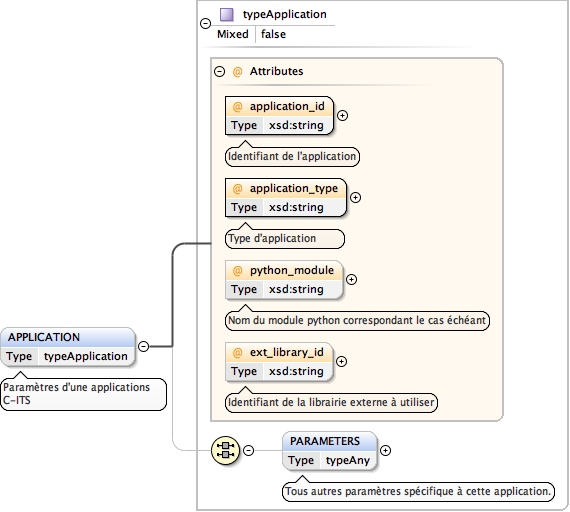 typeApplication
Mixed false
@ Attributes
@ application_id
Type xsd:string
Identifiant de l'application
@ application_type
Type xsd:string
Type d'application
@ python_module
Type xsd:string
Nom du module python correspondant le cas échéant
@ ext_library_id
Type xsd:string
Identifiant de la librairie externe à utiliser
APPLICATION
Type typeApplication
Paramètres d'une applications
C-ITS
PARAMETERS
Type typeAny
Tous autres paramètres spécifique à cette application.